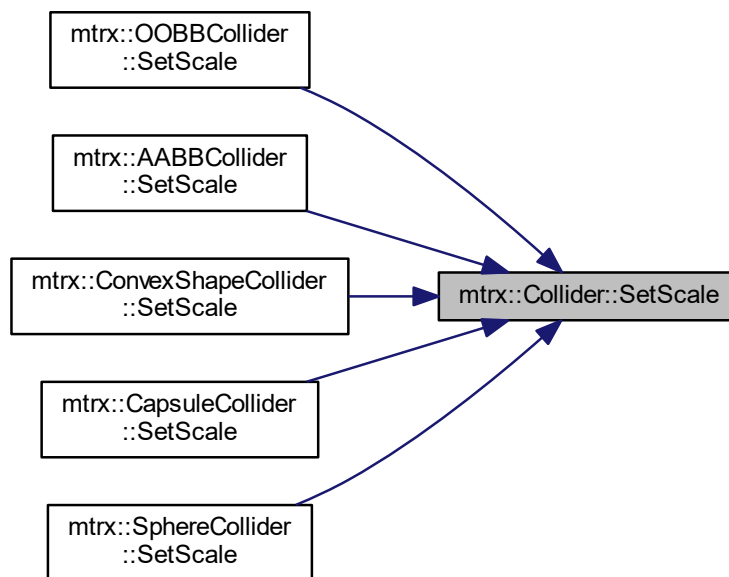 mtrx::OOBBCollider
::SetScale
mtrx::AABBCollider
::SetScale
mtrx::ConvexShapeCollider
::SetScale
mtrx::Collider::SetScale
mtrx::CapsuleCollider
::SetScale
mtrx::SphereCollider
::SetScale